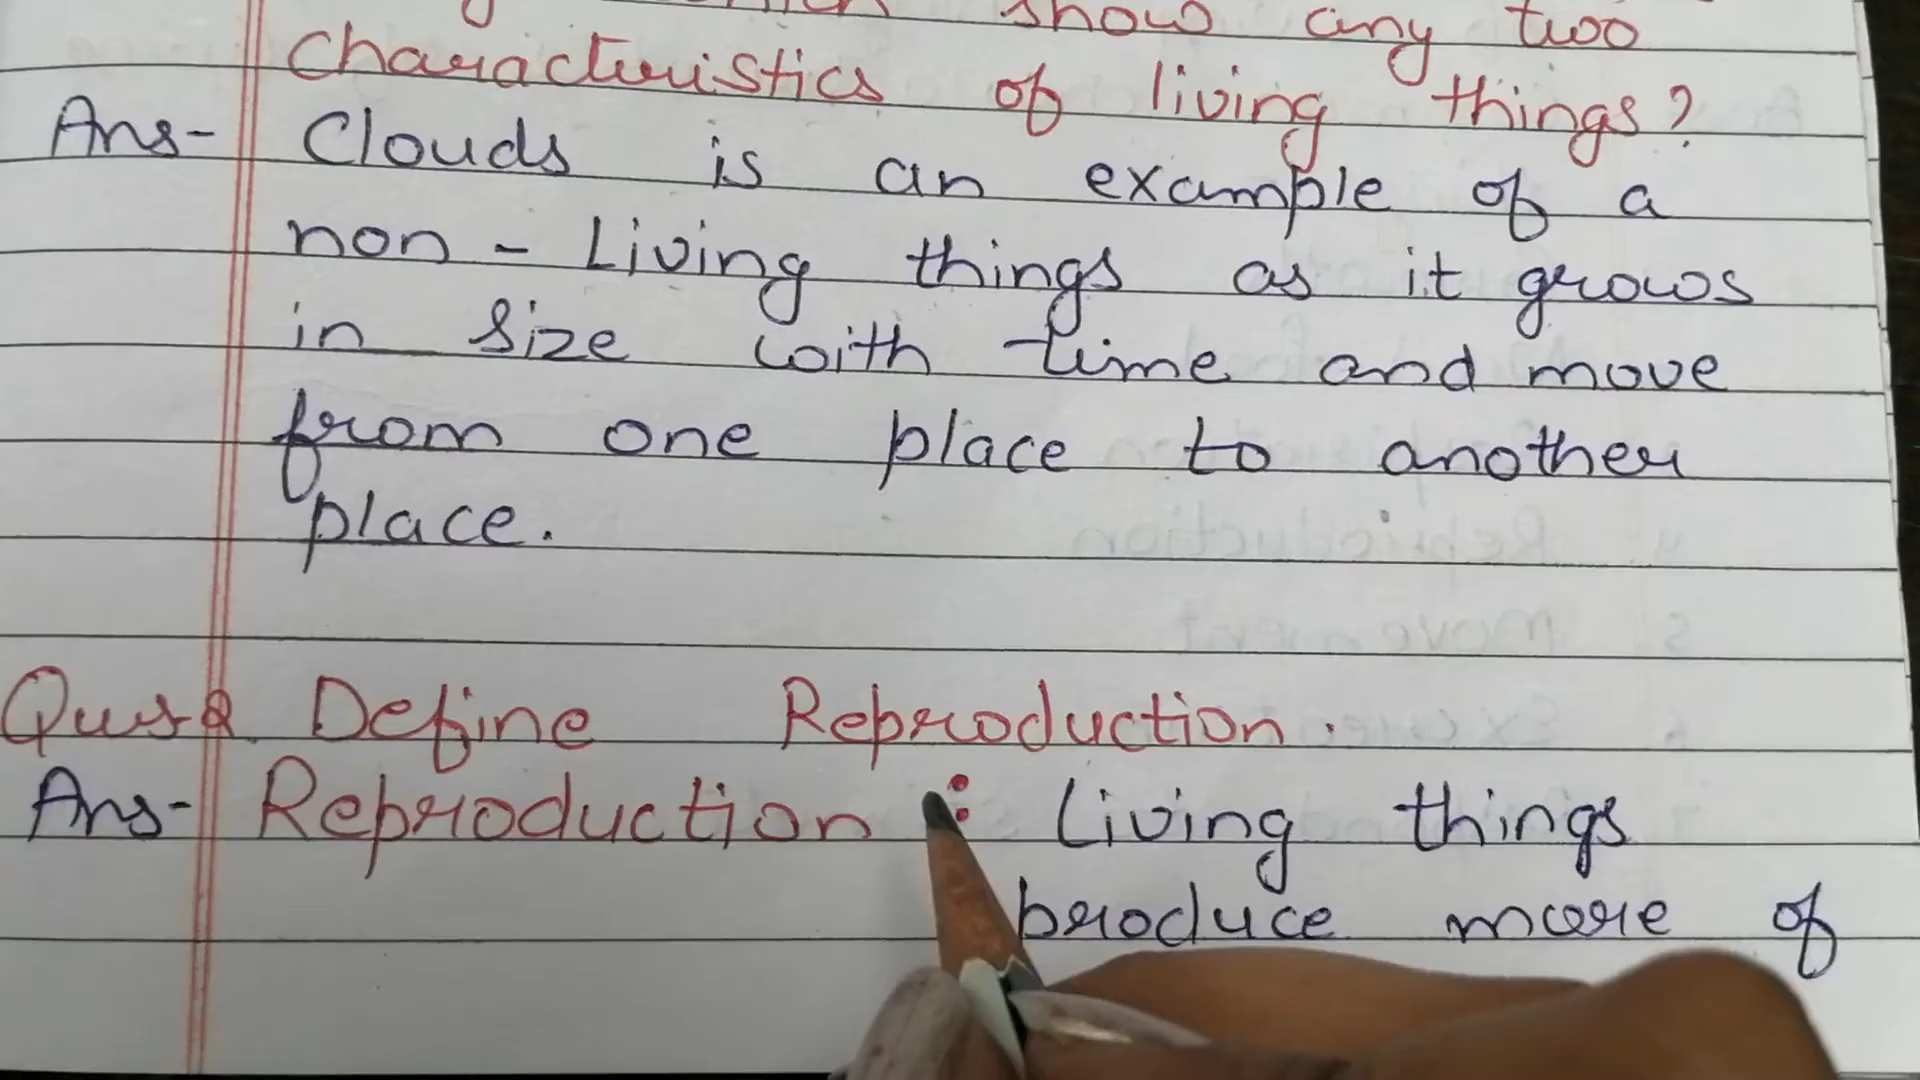 show any two
characteristics of living things?
Ans- Clouds is an example of a
non - Living things as it grows
in size with time and move
from one place to another
place.
Ques 2. Define Reproduction.
Ans- Reproduction : Living things
produce more of